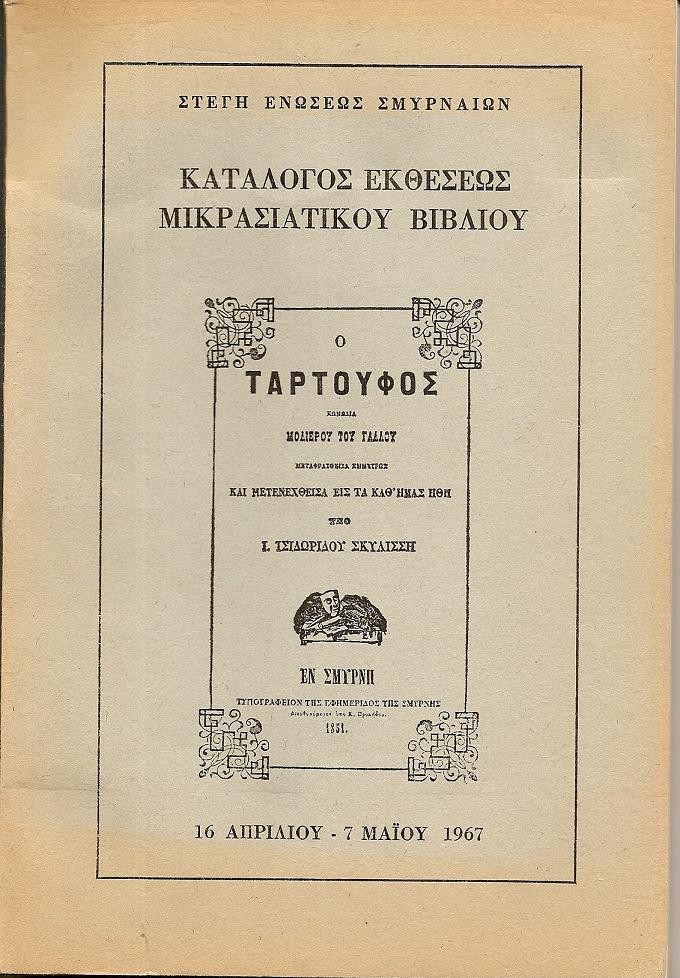 ΣΤΕΓΗ ΕΝΩΣΕΩΣ ΣΜΥΡΝΑΙΩΝ
ΚΑΤΑΛΟΓΟΣ ΕΚΘΕΣΕΩΣ
ΜΙΚΡΑΣΙΑΤΙΚΟΥ ΒΙΒΛΙΟΥ
Ο
ΤΑΡΤΟΥΦΟΣ
ΚΩΜΩΔΙΑ
ΜΟΛΙΕΡΟΥ ΤΟΥ ΓΑΛΛΟΥ
ΜΕΤΑΦΡΑΣΘΕΙΣΑ ΕΜΜΕΤΡΩΣ
ΚΑΙ ΜΕΤΕΝΕΧΘΕΙΣΑ ΕΙΣ ΤΑ ΚΑΘ'ΗΜΑΣ ΗΘΗ
ΥΠΟ
Ι. ΙΣΙΔΩΡΙΔΟΥ ΣΚΥΛΙΣΣΗ
ΕΝ ΣΜΥΡΝΗ
ΤΥΠΟΓΡΑΦΕΙΟΝ ΤΗΣ ΕΦΗΜΕΡΙΔΟΣ ΤΗΣ ΣΜΥΡΝΗΣ
1851.
16 ΑΠΡΙΛΙΟΥ - 7 ΜΑΪΟΥ 1967